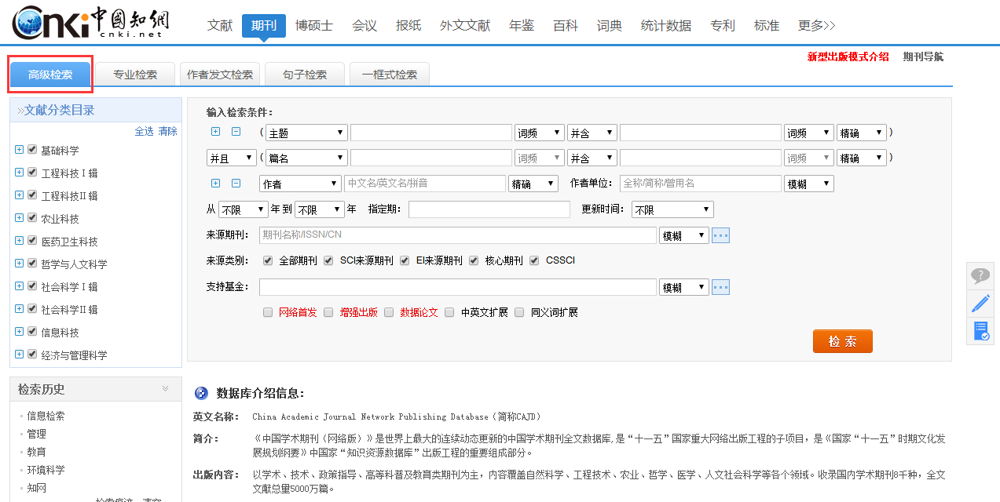 Cnki 中国知網
cnki.net
文献 期刊 博硕士 会议 报纸 外文文献 年鉴 百科 词典 统计数据 专利 标准 更多>>
新型出版模式介绍 期刊导航
高级检索 专业检索 作者发文检索 句子检索 一框式检索
»文献分类目录
全选 清除
基础科学
工程科技Ⅰ辑
工程科技Ⅱ辑
农业科技
医药卫生科技
哲学与人文科学
社会科学Ⅰ辑
社会科学Ⅱ辑
信息科技
经济与管理科学
检索历史
信息检索
管理
教育
环境科学
知网
检索痕迹 清空
输入检索条件：
( 主题 词频 并含 词频 精确 )
并且 ( 篇名 词频 并含 词频 精确 )
作者 中文名/英文名/拼音 精确 作者单位： 全称/简称/曾用名 模糊
从 不限 年 到 不限 年 指定期： 更新时间： 不限
来源期刊： 期刊名称/ISSN/CN 模糊 ...
来源类别： 全部期刊 SCI来源期刊 EI来源期刊 核心期刊 CSSCI
支持基金： 模糊 ...
网络首发 增强出版 数据论文 中英文扩展 同义词扩展
检 索
数据库介绍信息：
英文名称： China Academic Journal Network Publishing Database（简称CAJD）
简介： 《中国学术期刊（网络版）》是世界上最大的连续动态更新的中国学术期刊全文数据库,是“十一五”国家重大网络出版工程的子项目，是《国家“十一五”时期文化发
展规划纲要》中国家“知识资源数据库”出版工程的重要组成部分。
出版内容： 以学术、技术、政策指导、高等科普及教育类期刊为主，内容覆盖自然科学、工程技术、农业、哲学、医学、人文社会科学等各个领域。收录国内学术期刊8千种，全文
文献总量5000万篇。